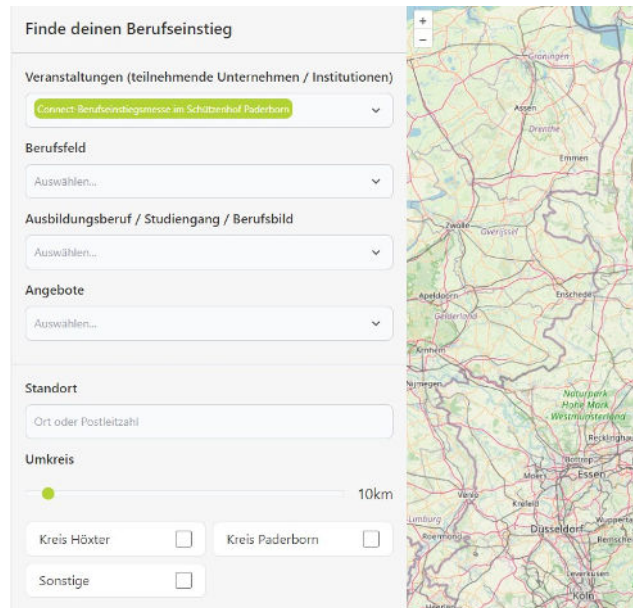 Finde deinen Berufseinstieg
Veranstaltungen (teilnehmende Unternehmen / Institutionen)
Connect-Berufseinstiegsmesse im Schützenhof Paderborn
Berufsfeld
Auswählen...
Ausbildungsberuf / Studiengang / Berufsbild
Auswählen...
Angebote
Auswählen...
Standort
Ort oder Postleitzahl
Umkreis
10km
Kreis Höxter
Kreis Paderborn
Sonstige
+
−
Groningen
Assen
Drenthe
Emmen
Zwolle
Overijssel
Apeldoorn
Enschede
Gelderland
Arnhem
Nijmegen
Naturpark
Hohe Mark
Westmünsterland
Recklinghau
Bottrop
Moers
Essen
Venlo
Krefeld
Limburg
Düsseldorf
Wupperta
Roermond
Remsche
Leverkusen
Köln
Heerlen